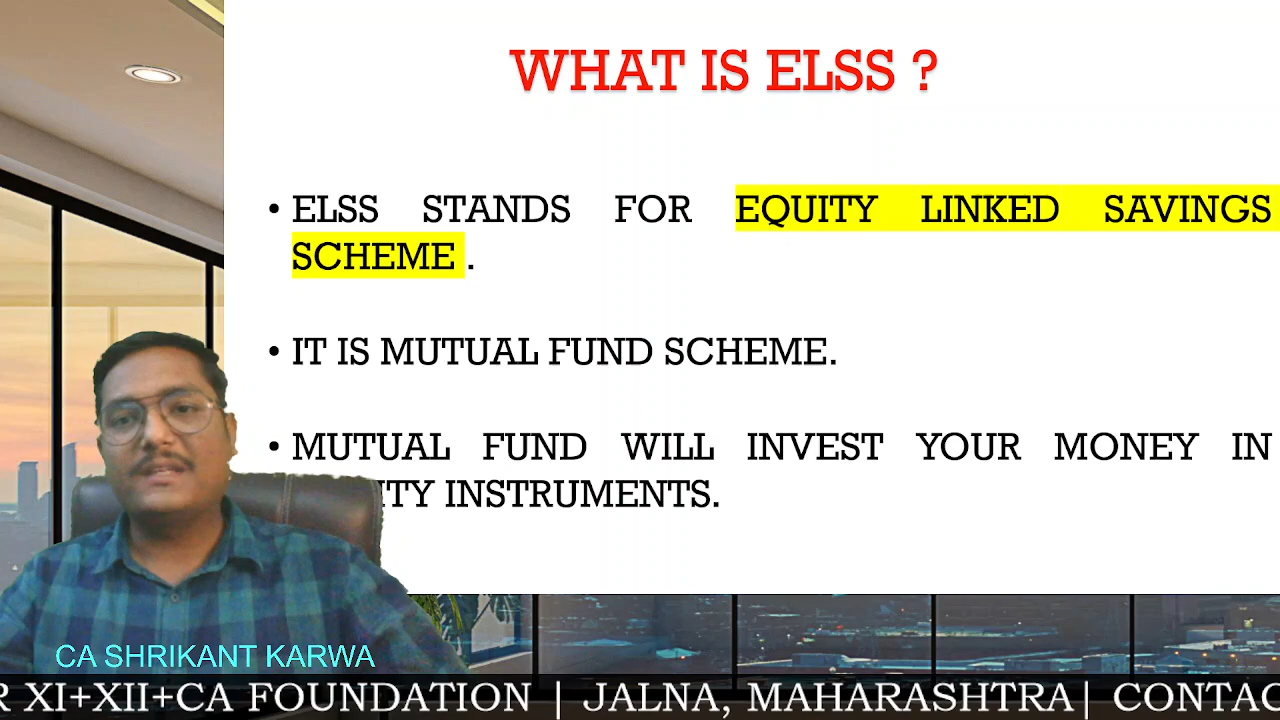 WHAT IS ELSS ?
• ELSS STANDS FOR EQUITY LINKED SAVINGS
SCHEME .
• IT IS MUTUAL FUND SCHEME.
• MUTUAL FUND WILL INVEST YOUR MONEY IN
INSTRUMENTS.
CA SHRIKANT KARWA
XI+XII+CA FOUNDATION | JALNA, MAHARASHTRA|